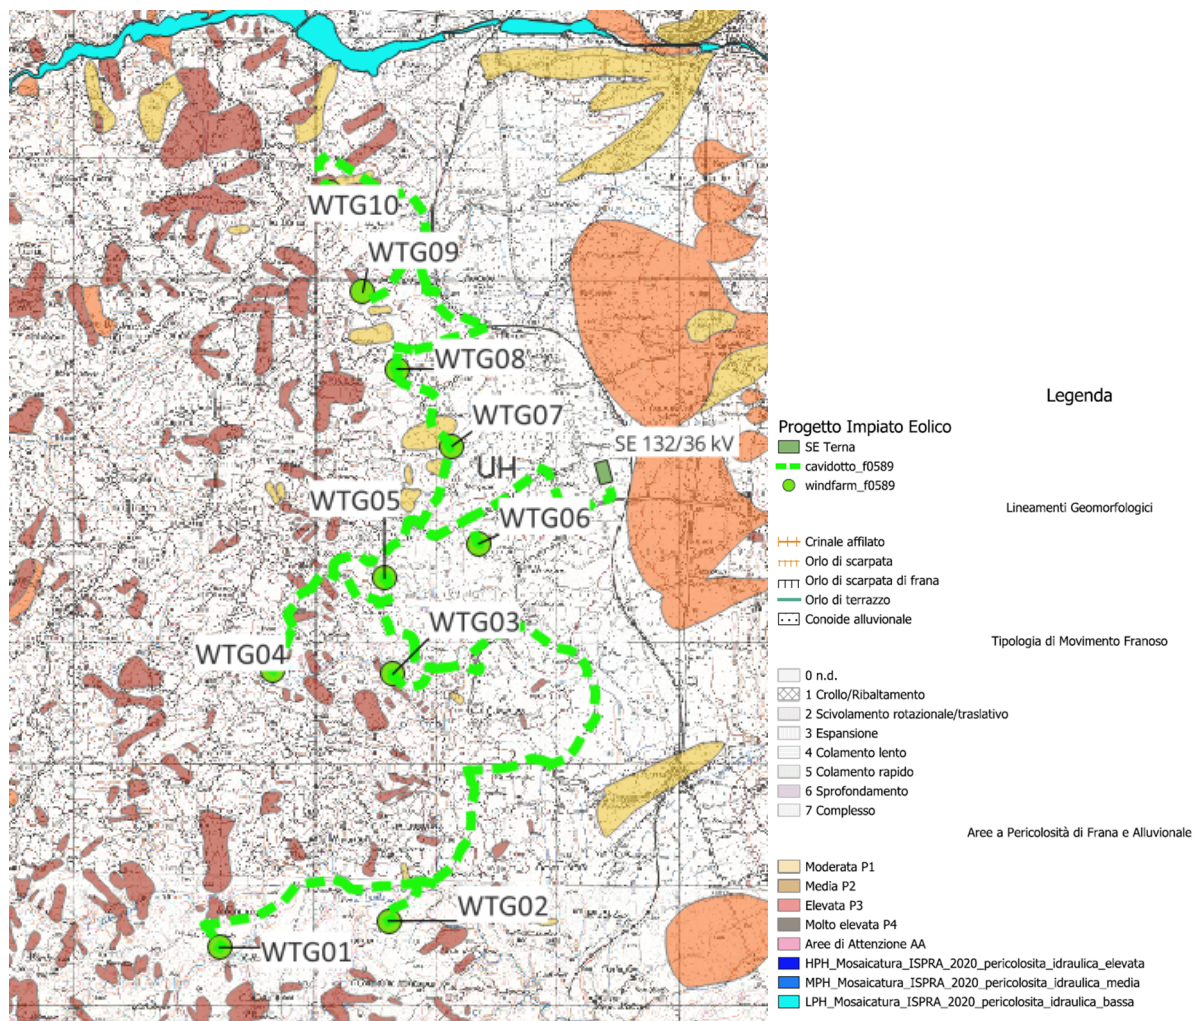 WTG10
WTG09
WTG08
WTG07
SE 132/36 kV
UH
WTG05
WTG06
WTG03
WTG04
WTG02
WTG01
Legenda
Progetto Impiato Eolico
SE Terna
cavidotto_f0589
windfarm_f0589
Lineamenti Geomorfologici
Crinale affilato
Orlo di scarpata
Orlo di scarpata di frana
Orlo di terrazzo
Conoide alluvionale
Tipologia di Movimento Franoso
0 n.d.
1 Crollo/Ribaltamento
2 Scivolamento rotazionale/traslativo
3 Espansione
4 Colamento lento
5 Colamento rapido
6 Sprofondamento
7 Complesso
Aree a Pericolosità di Frana e Alluvionale
Moderata P1
Media P2
Elevata P3
Molto elevata P4
Aree di Attenzione AA
HPH_Mosaicatura_ISPRA_2020_pericolosita_idraulica_elevata
MPH_Mosaicatura_ISPRA_2020_pericolosita_idraulica_media
LPH_Mosaicatura_ISPRA_2020_pericolosita_idraulica_bassa